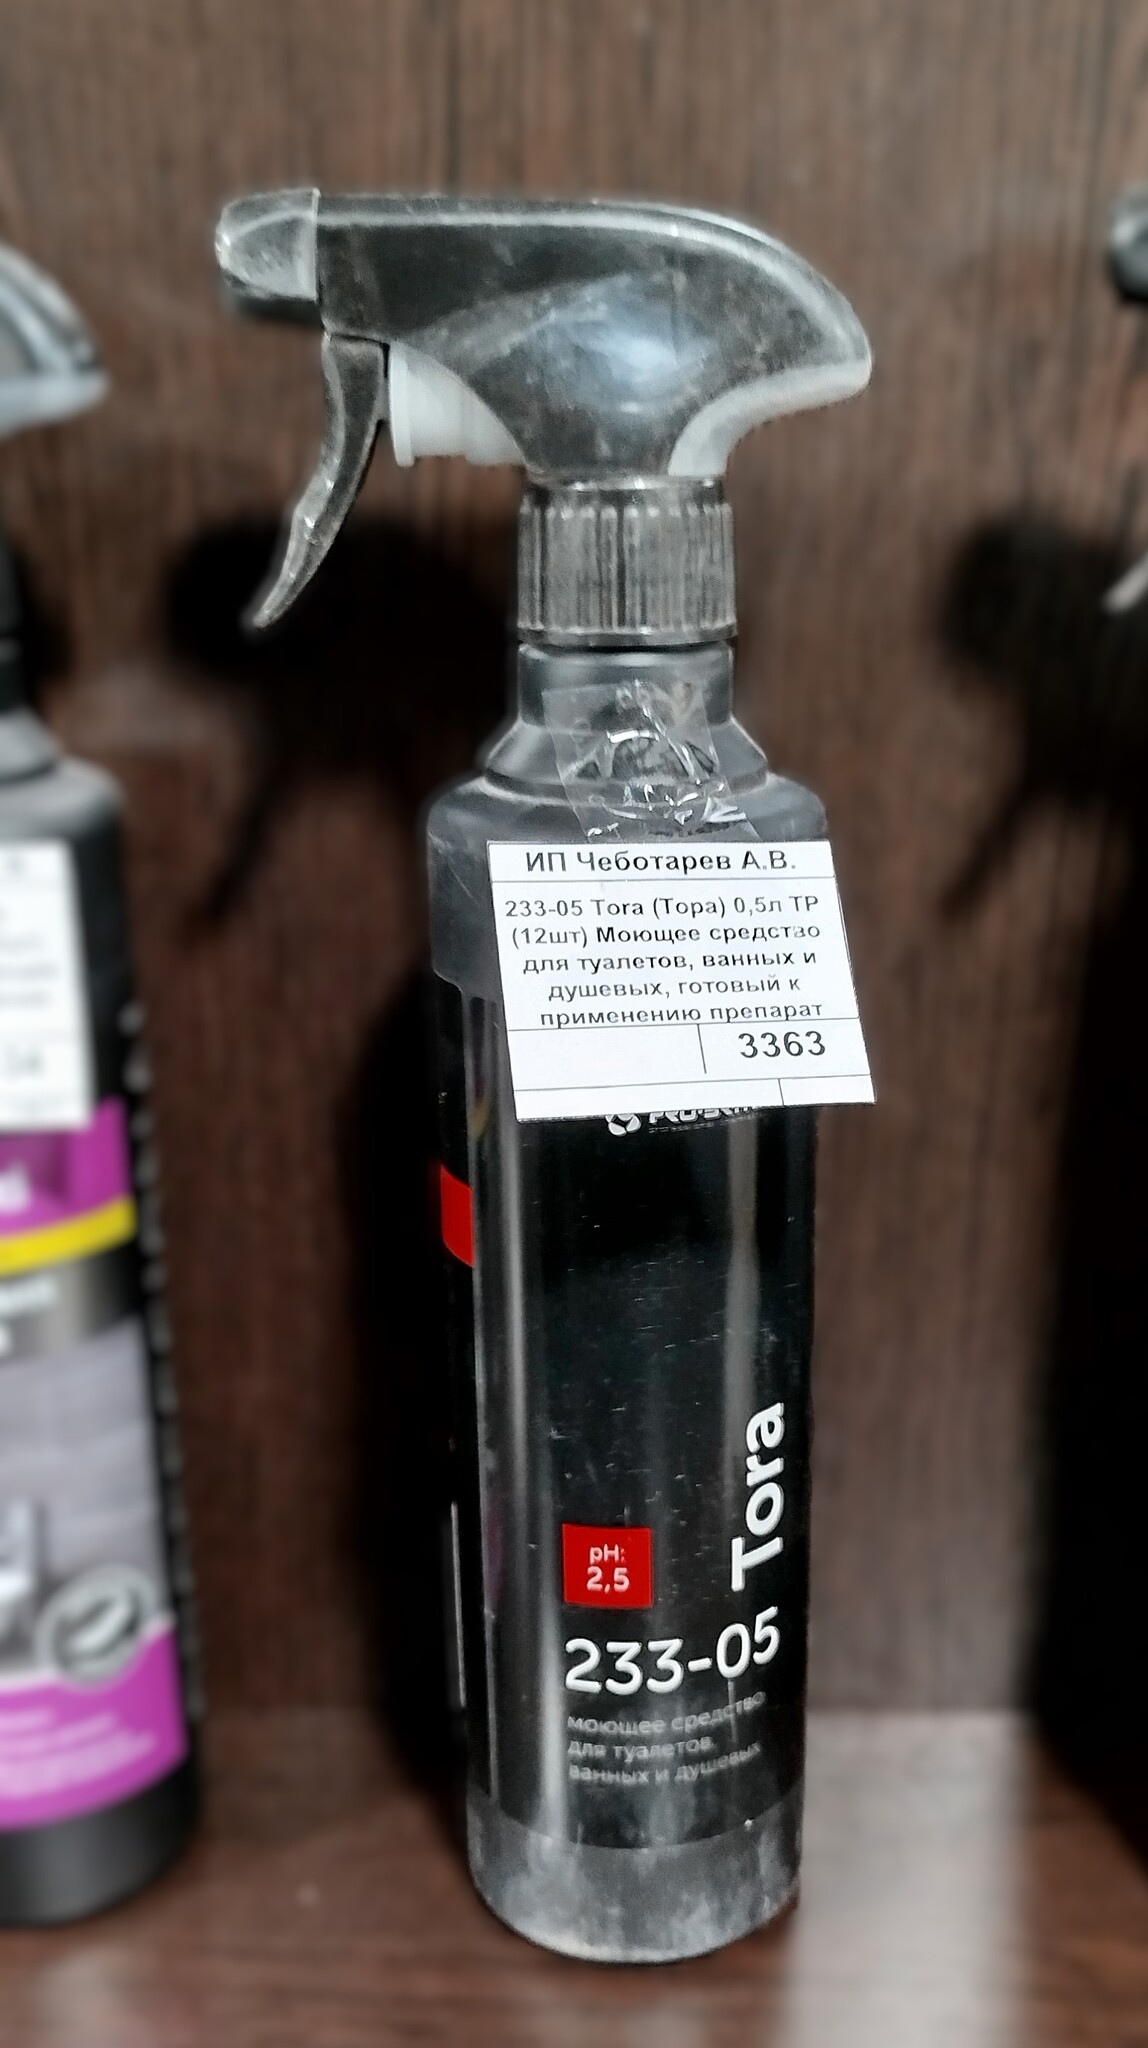 ИП Чеботарев А.В.
233-05 Tora (Тора) 0,5л ТР
(12шт) Моющее средство
для туалетов, ванных и
душевых, готовый к
применению препарат
3363
Tora
pH:
2,5
233-05
моющее средство
для туалетов,
ванных и душевых